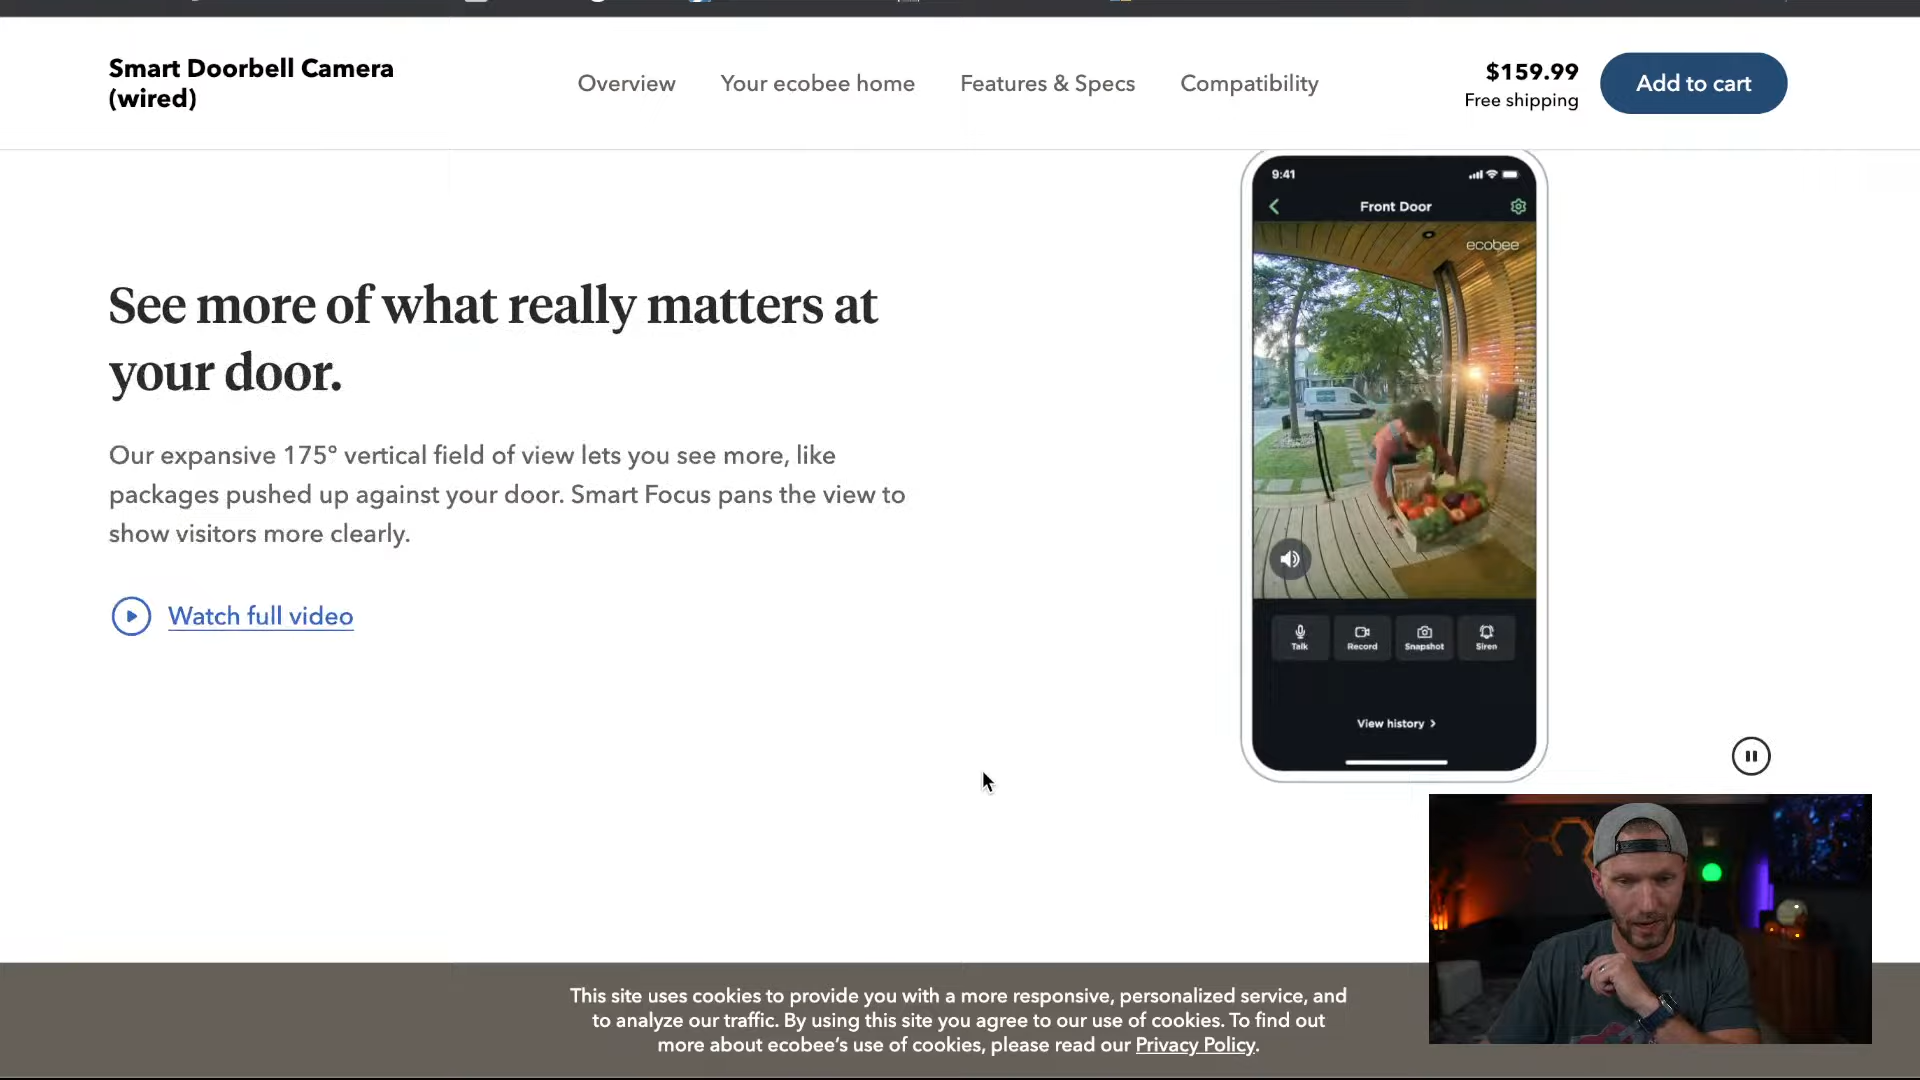 Smart Doorbell Camera
(wired)
Overview
Your ecobee home
Features & Specs
Compatibility
$159.99
Free shipping
Add to cart
See more of what really matters at
your door.
Our expansive 175° vertical field of view lets you see more, like
packages pushed up against your door. Smart Focus pans the view to
show visitors more clearly.
Watch full video
9:41
Front Door
ecobee
Talk
Record
Snapshot
Siren
View history >
This site uses cookies to provide you with a more responsive, personalized service, and
to analyze our traffic. By using this site you agree to our use of cookies. To find out
more about ecobee's use of cookies, please read our Privacy Policy.